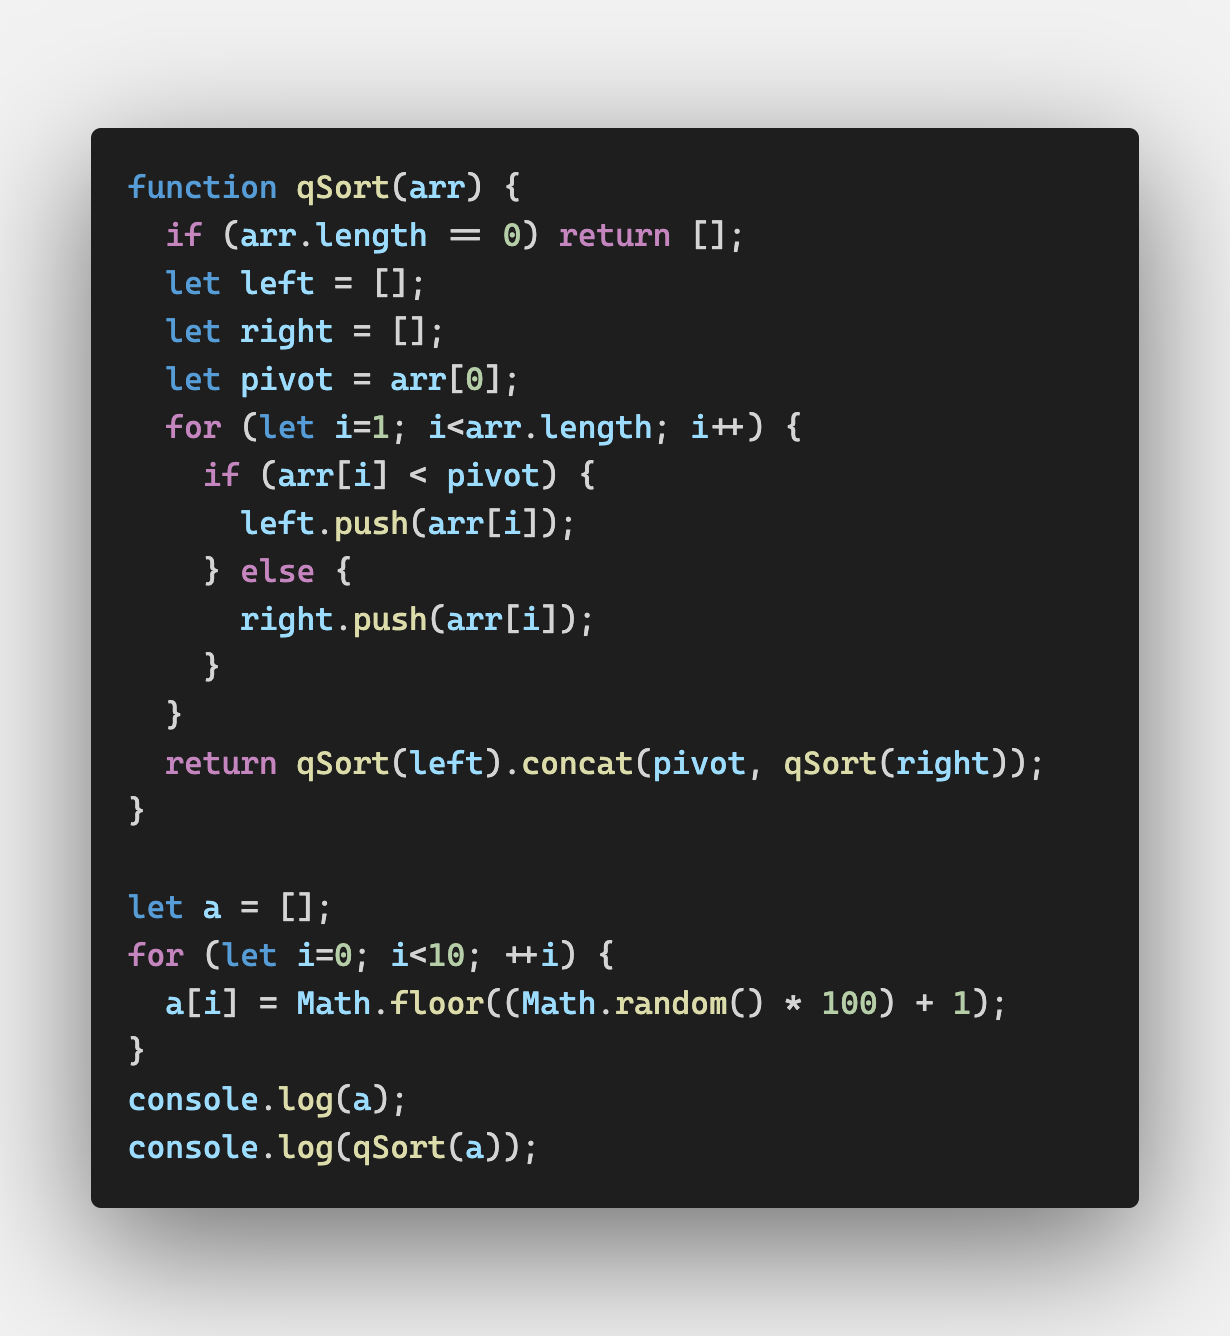 function qSort(arr) {
  if (arr.length == 0) return [];
  let left = [];
  let right = [];
  let pivot = arr[0];
  for (let i=1; i<arr.length; i++) {
    if (arr[i] < pivot) {
      left.push(arr[i]);
    } else {
      right.push(arr[i]);
    }
  }
  return qSort(left).concat(pivot, qSort(right));
}

let a = [];
for (let i=0; i<10; ++i) {
  a[i] = Math.floor((Math.random() * 100) + 1);
}
console.log(a);
console.log(qSort(a));